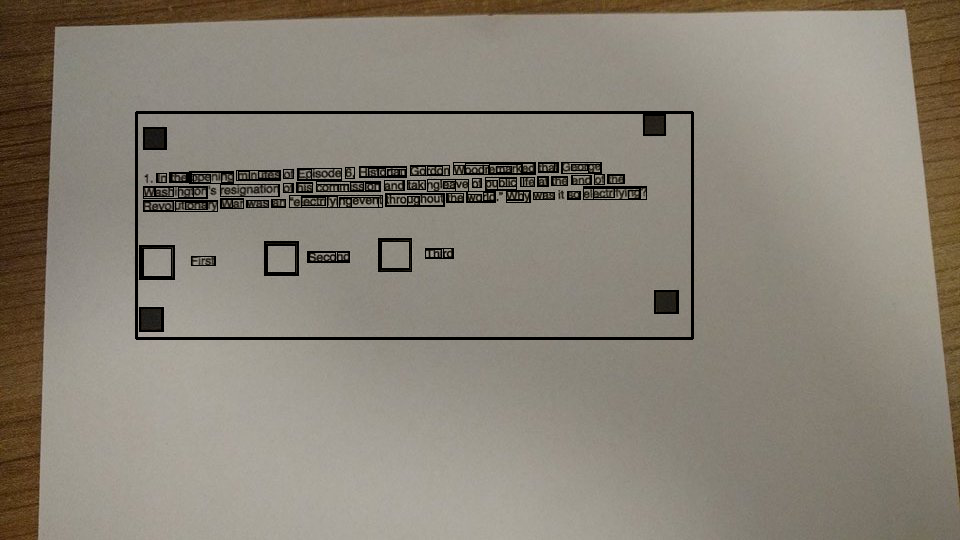 1. In the opening minutes of Episode 6, Historian Gordon Wood remarked that George
Washington's resignation of his commission and taking leave of public life at the end of the
Revolutionary War was an "electrifying event throughout the world." Why was it so electrifying?
First Second Third